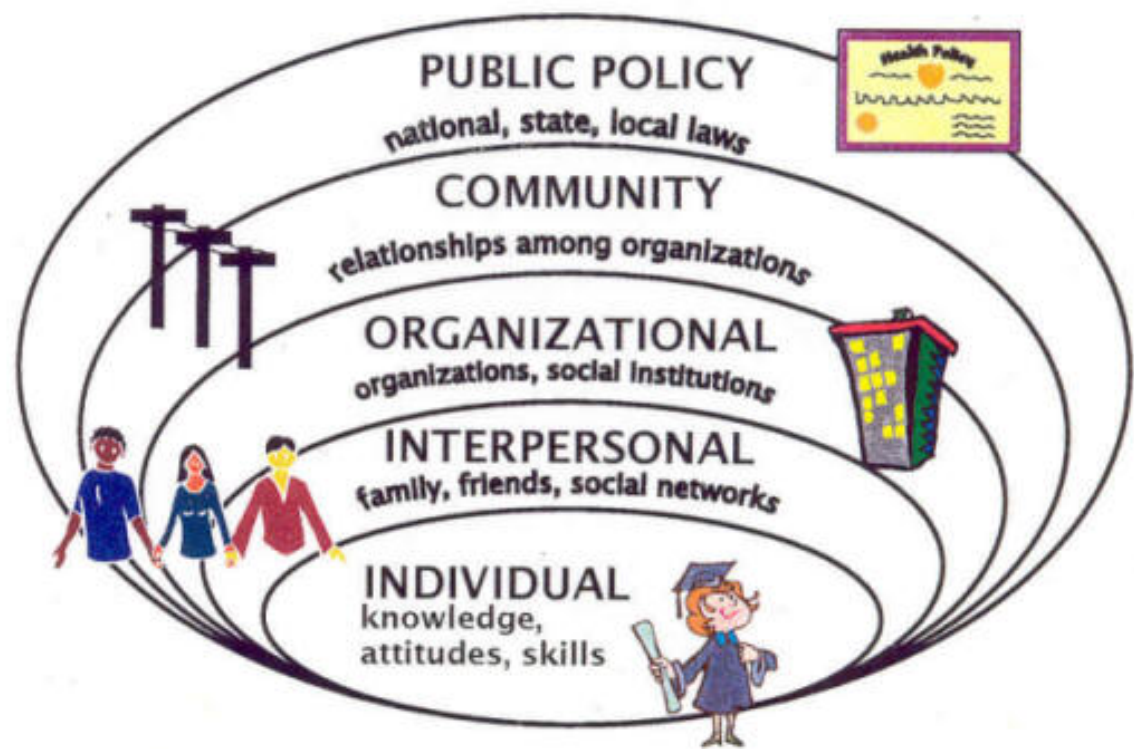 Health Policy
PUBLIC POLICY
national, state, local laws
COMMUNITY
relationships among organizations
ORGANIZATIONAL
organizations, social institutions
INTERPERSONAL
family, friends, social networks
INDIVIDUAL
knowledge,
attitudes, skills